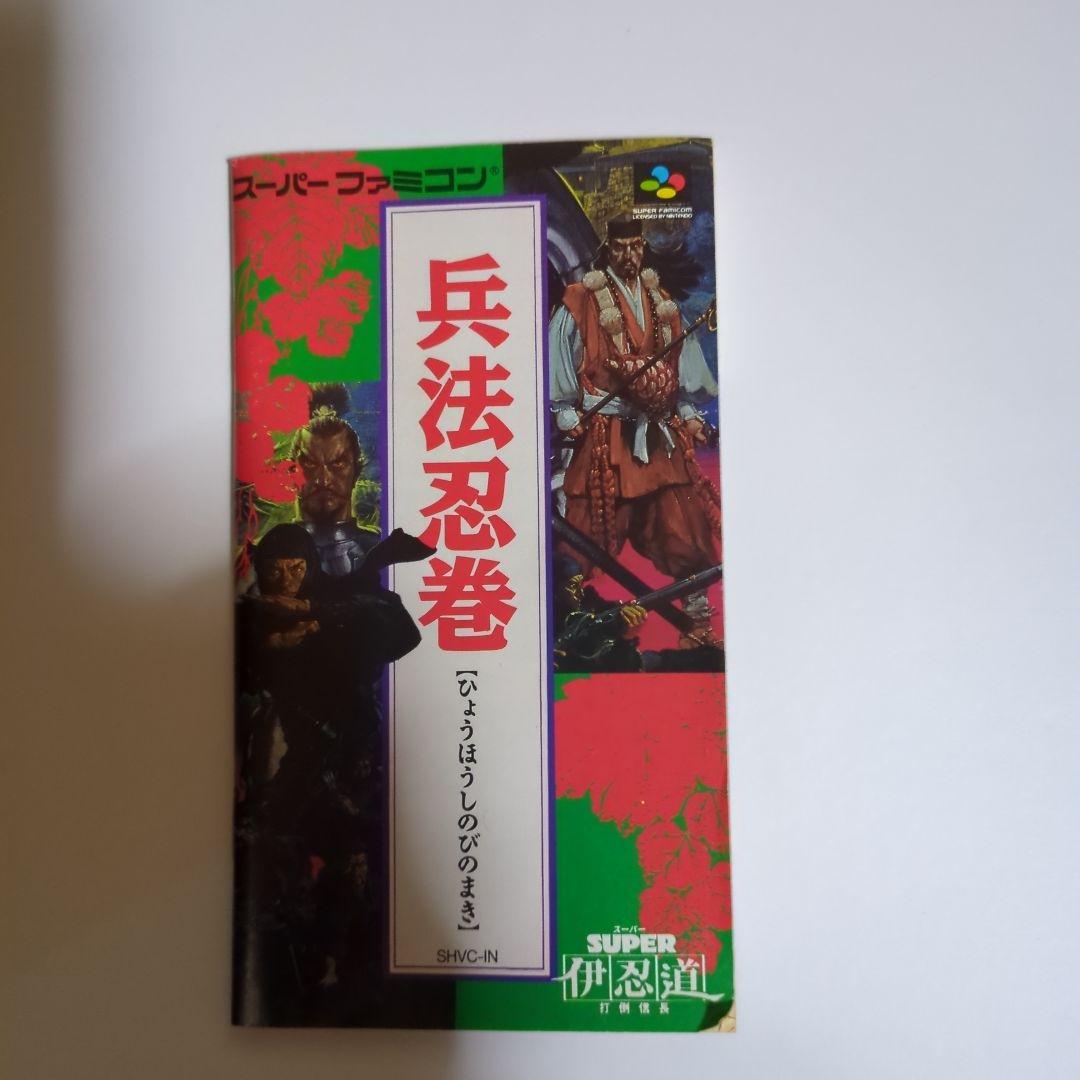 スーパーファミコン®
SUPER FAMICOM
LICENSED BY NINTENDO
兵法忍巻
【ひょうほうしのびのまき】
SHVC-IN
スーパー
SUPER
伊忍道
打倒信長